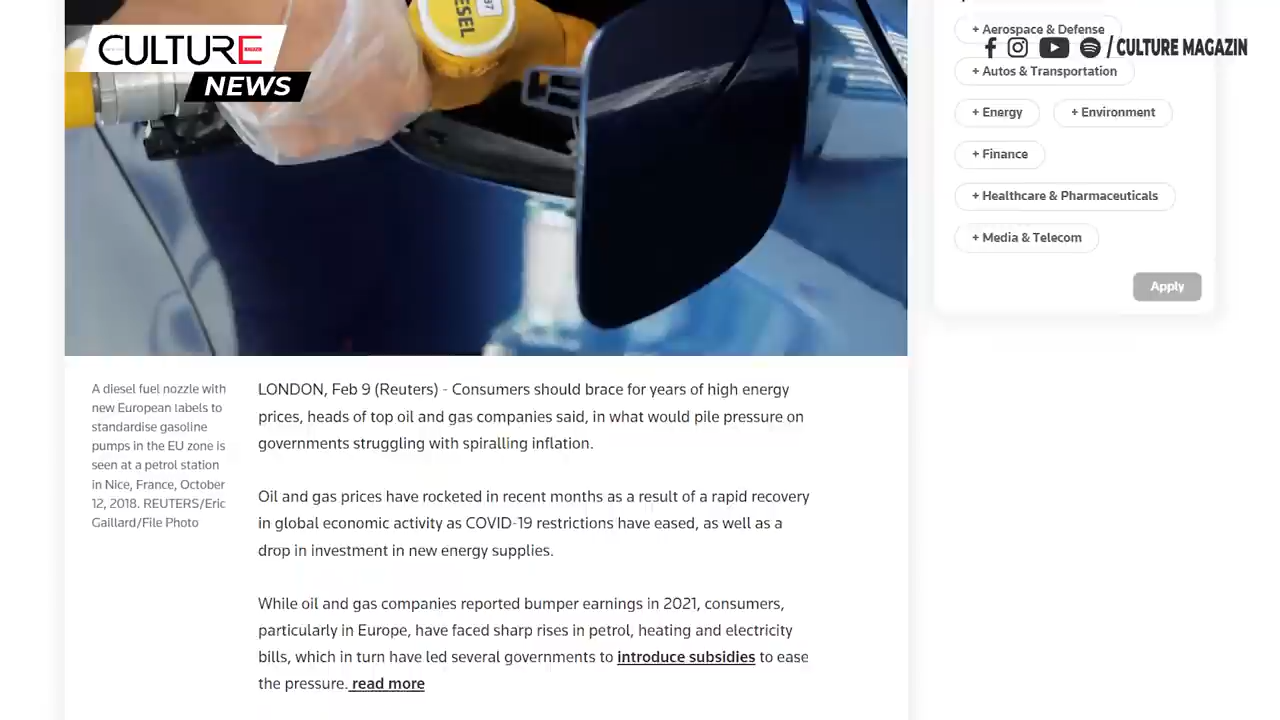 CULTURE
NEWS
ESEL
+ Aerospace & Defense
/ CULTURE MAGAZIN
+ Autos & Transportation
+ Energy
+ Environment
+ Finance
+ Healthcare & Pharmaceuticals
+ Media & Telecom
Apply
A diesel fuel nozzle with
new European labels to
standardise gasoline
pumps in the EU zone is
seen at a petrol station
in Nice, France, October
12, 2018. REUTERS/Eric
Gaillard/File Photo
LONDON, Feb 9 (Reuters) - Consumers should brace for years of high energy
prices, heads of top oil and gas companies said, in what would pile pressure on
governments struggling with spiralling inflation.
Oil and gas prices have rocketed in recent months as a result of a rapid recovery
in global economic activity as COVID-19 restrictions have eased, as well as a
drop in investment in new energy supplies.
While oil and gas companies reported bumper earnings in 2021, consumers,
particularly in Europe, have faced sharp rises in petrol, heating and electricity
bills, which in turn have led several governments to introduce subsidies to ease
the pressure. read more